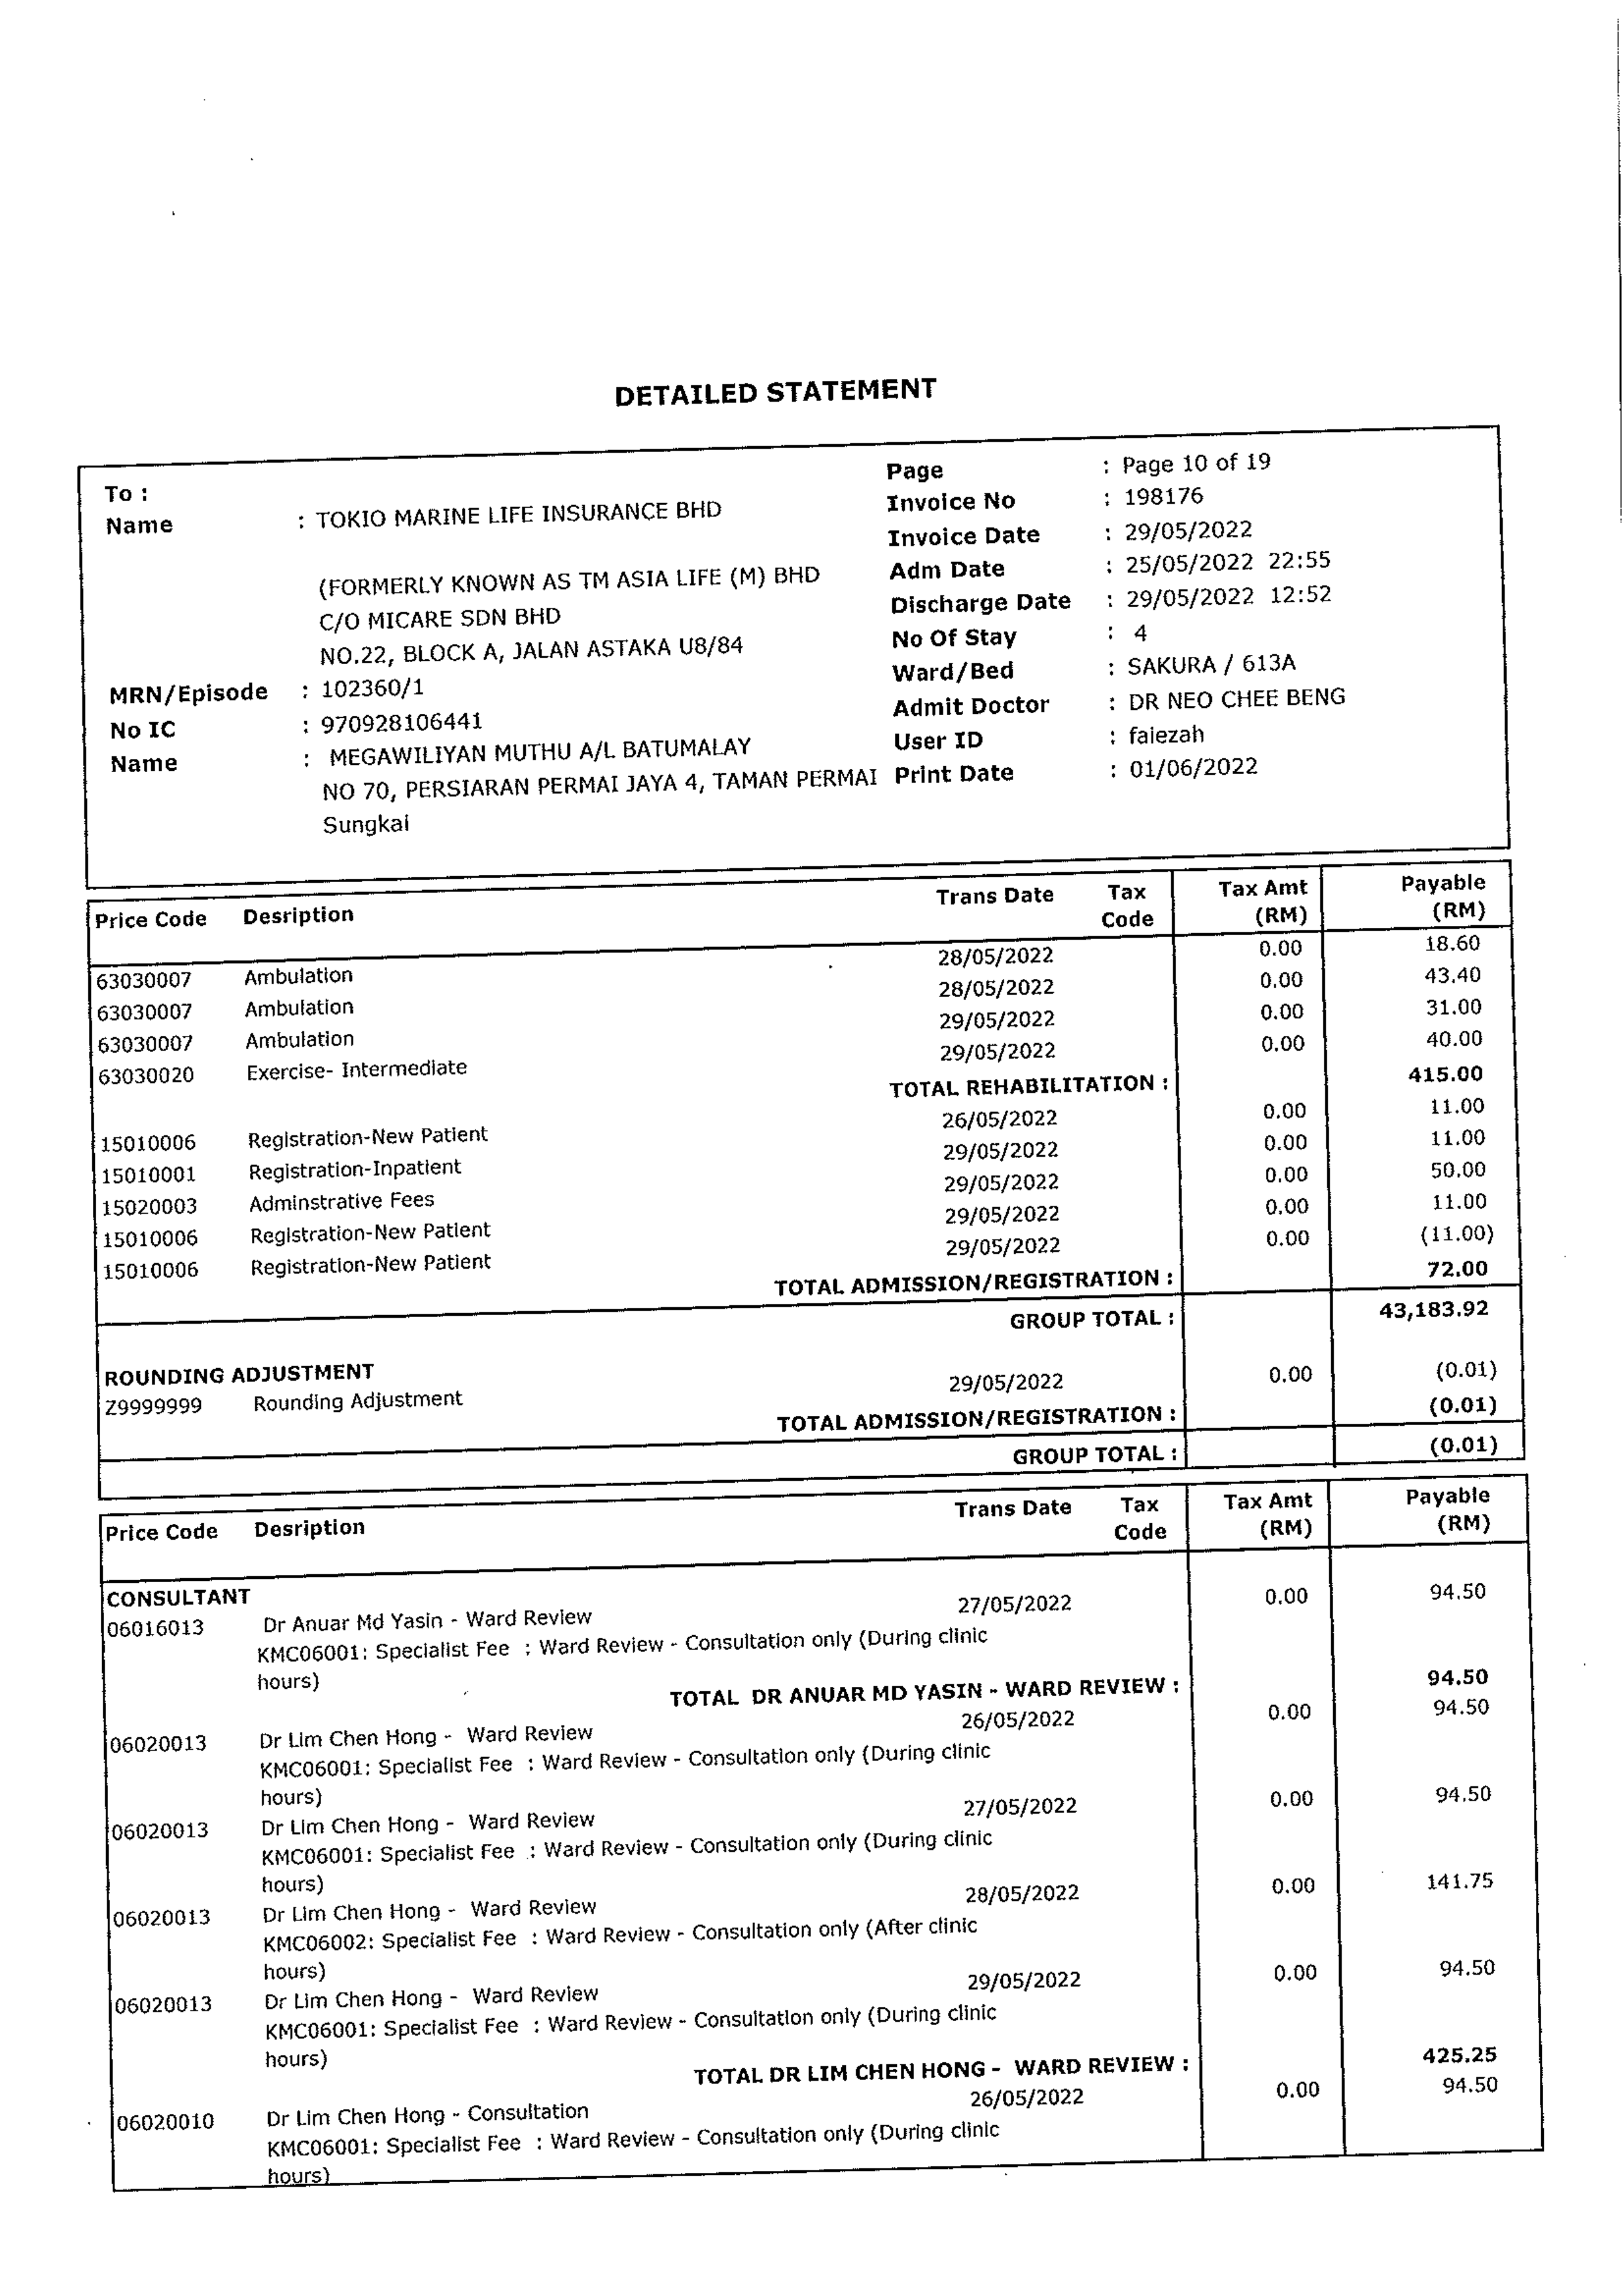 DETAILED STATEMENT
To :
Name : TOKIO MARINE LIFE INSURANCE BHD
(FORMERLY KNOWN AS TM ASIA LIFE (M) BHD
C/O MICARE SDN BHD
NO.22, BLOCK A, JALAN ASTAKA U8/84
MRN/Episode : 102360/1
No IC : 970928106441
Name : MEGAWILIYAN MUTHU A/L BATUMALAY
NO 70, PERSIARAN PERMAI JAYA 4, TAMAN PERMAI
Sungkai
Page : Page 10 of 19
Invoice No : 198176
Invoice Date : 29/05/2022
Adm Date : 25/05/2022 22:55
Discharge Date : 29/05/2022 12:52
No Of Stay : 4
Ward/Bed : SAKURA / 613A
Admit Doctor : DR NEO CHEE BENG
User ID : faiezah
Print Date : 01/06/2022
Price Code Desription Trans Date Tax Code Tax Amt (RM) Payable (RM)
63030007 Ambulation 28/05/2022 0.00 18.60
63030007 Ambulation 28/05/2022 0.00 43.40
63030007 Ambulation 29/05/2022 0.00 31.00
63030020 Exercise- Intermediate 29/05/2022 0.00 40.00
TOTAL REHABILITATION : 415.00
15010006 Registration-New Patient 26/05/2022 0.00 11.00
15010001 Registration-Inpatient 29/05/2022 0.00 11.00
15020003 Adminstrative Fees 29/05/2022 0.00 50.00
15010006 Registration-New Patient 29/05/2022 0.00 11.00
15010006 Registration-New Patient 29/05/2022 0.00 (11.00)
TOTAL ADMISSION/REGISTRATION : 72.00
GROUP TOTAL : 43,183.92
ROUNDING ADJUSTMENT
Z9999999 Rounding Adjustment 29/05/2022 0.00 (0.01)
TOTAL ADMISSION/REGISTRATION : (0.01)
GROUP TOTAL : (0.01)
Price Code Desription Trans Date Tax Code Tax Amt (RM) Payable (RM)
CONSULTANT
06016013 Dr Anuar Md Yasin - Ward Review 27/05/2022 0.00 94.50
KMC06001: Specialist Fee : Ward Review - Consultation only (During clinic
hours)
TOTAL DR ANUAR MD YASIN - WARD REVIEW : 94.50
06020013 Dr Lim Chen Hong - Ward Review 26/05/2022 0.00 94.50
KMC06001: Specialist Fee : Ward Review - Consultation only (During clinic
hours)
06020013 Dr Lim Chen Hong - Ward Review 27/05/2022 0.00 94.50
KMC06001: Specialist Fee : Ward Review - Consultation only (During clinic
hours)
06020013 Dr Lim Chen Hong - Ward Review 28/05/2022 0.00 141.75
KMC06002: Specialist Fee : Ward Review - Consultation only (After clinic
hours)
06020013 Dr Lim Chen Hong - Ward Review 29/05/2022 0.00 94.50
KMC06001: Specialist Fee : Ward Review - Consultation only (During clinic
hours)
TOTAL DR LIM CHEN HONG - WARD REVIEW : 425.25
06020010 Dr Lim Chen Hong - Consultation 26/05/2022 0.00 94.50
KMC06001: Specialist Fee : Ward Review - Consultation only (During clinic
hours)